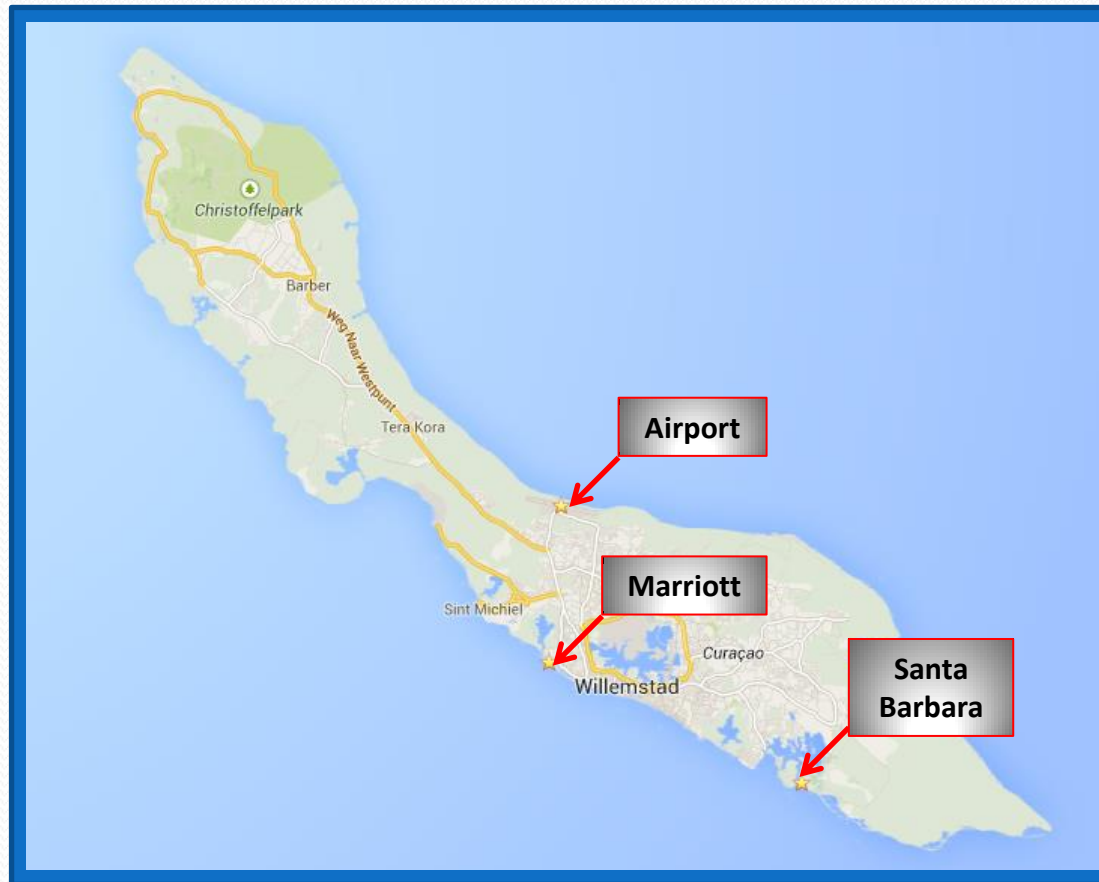 Christoffelpark
Barber
Weg Naar Westpunt
Tera Kora
Airport
Marriott
Sint Michiel
Curaçao
Willemstad
Santa
Barbara